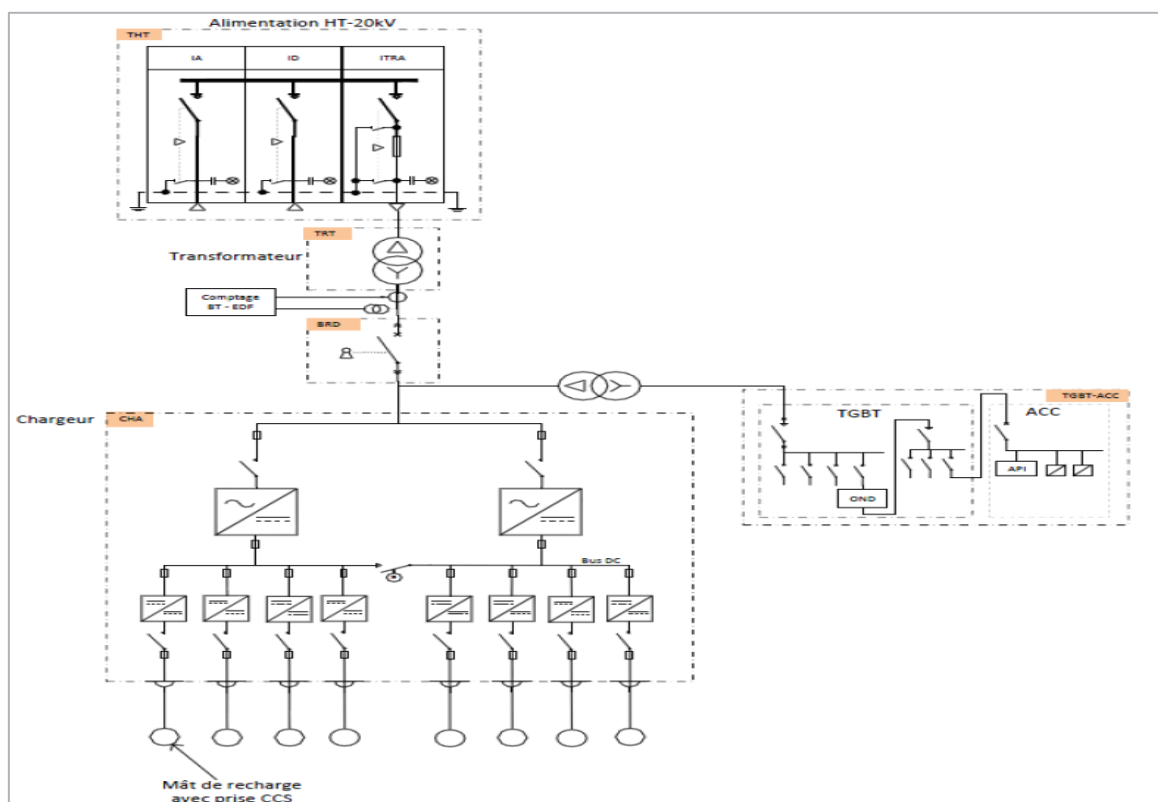 Alimentation HT-20kV
THT
IA
ID
ITRA
TRT
Transformateur
Comptage
BT - EDF
BRD
TGBT-ACC
TGBT
ACC
API
OND
Chargeur
CHA
Bus DC
Mât de recharge
avec prise CCS